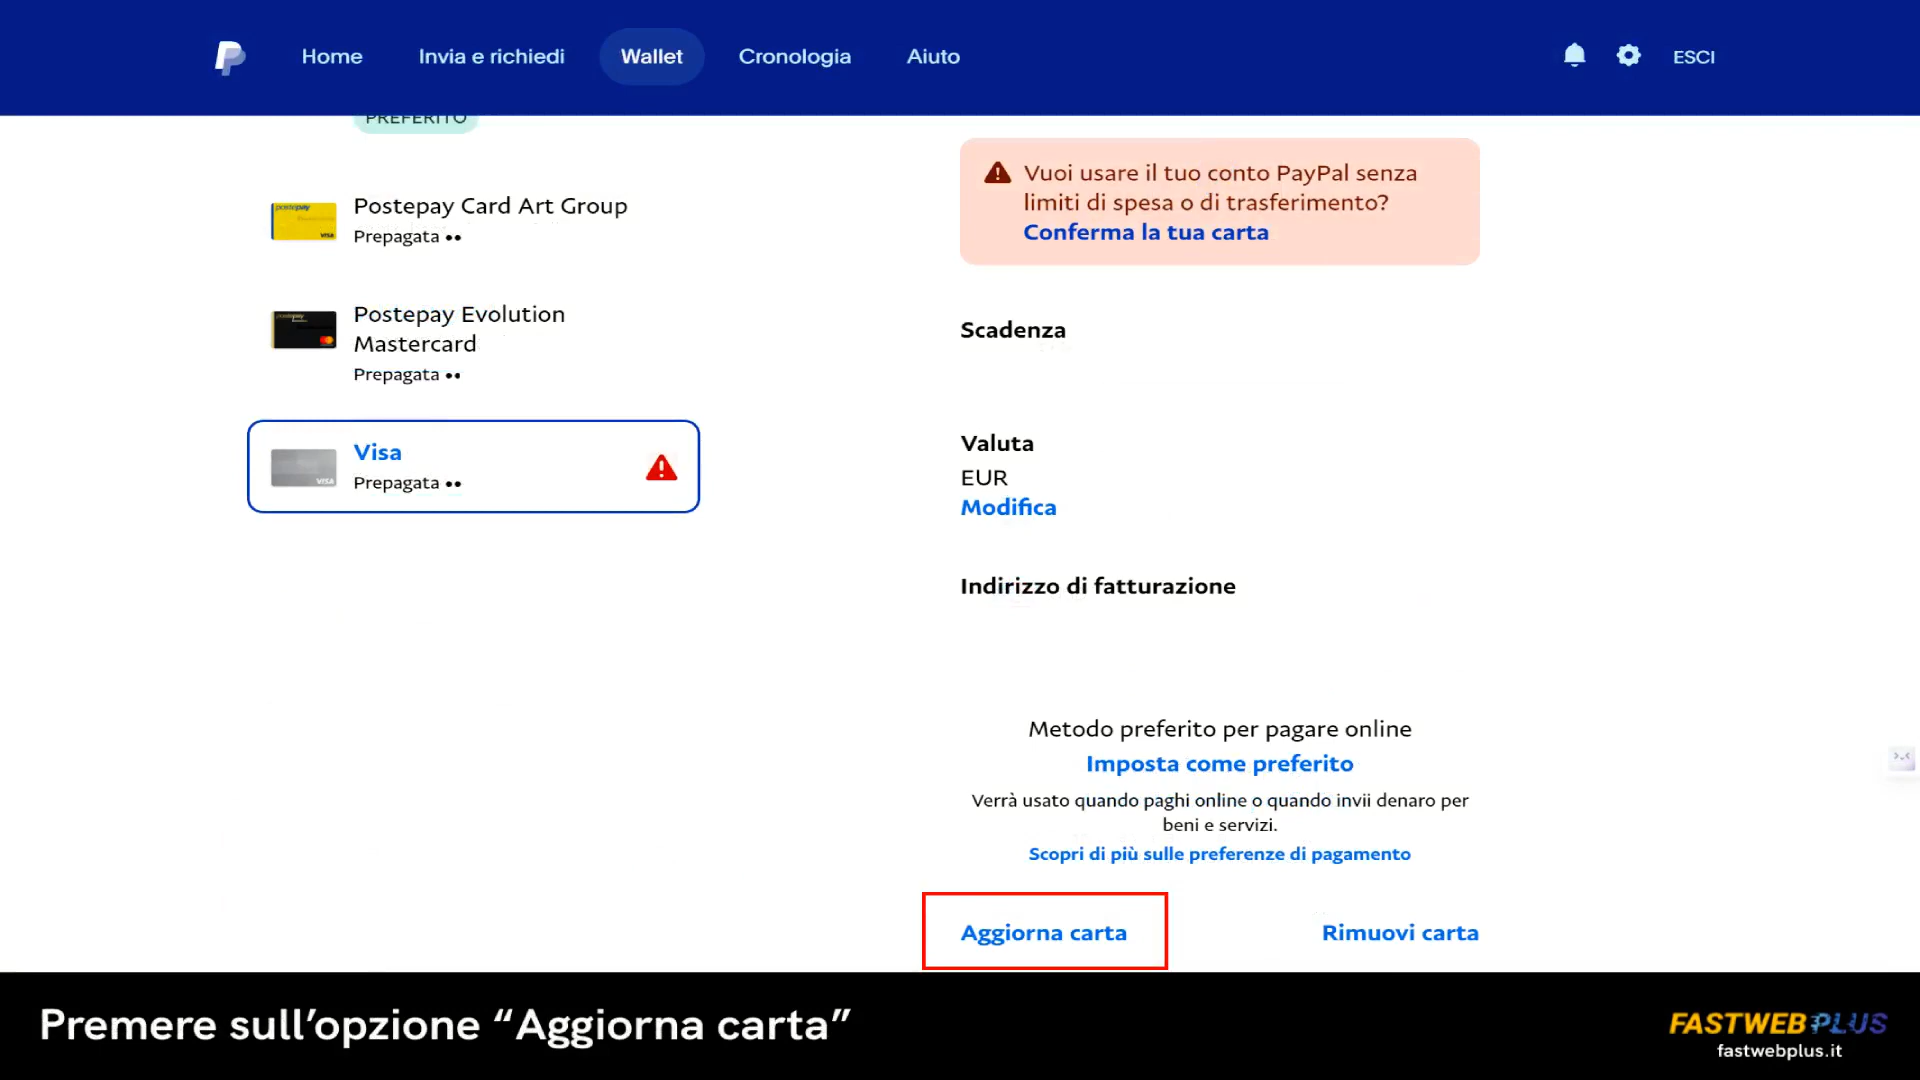 Home Invia e richiedi Wallet Cronologia Aiuto ESCI
PREFERITO
Postepay Card Art Group
Prepagata ••
Postepay Evolution
Mastercard
Prepagata ••
Visa
Prepagata ••
Vuoi usare il tuo conto PayPal senza
limiti di spesa o di trasferimento?
Conferma la tua carta
Scadenza
Valuta
EUR
Modifica
Indirizzo di fatturazione
Metodo preferito per pagare online
Imposta come preferito
Verrà usato quando paghi online o quando invii denaro per
beni e servizi.
Scopri di più sulle preferenze di pagamento
Aggiorna carta Rimuovi carta
Premere sull’opzione “Aggiorna carta”
FASTWEB PLUS
fastwebplus.it